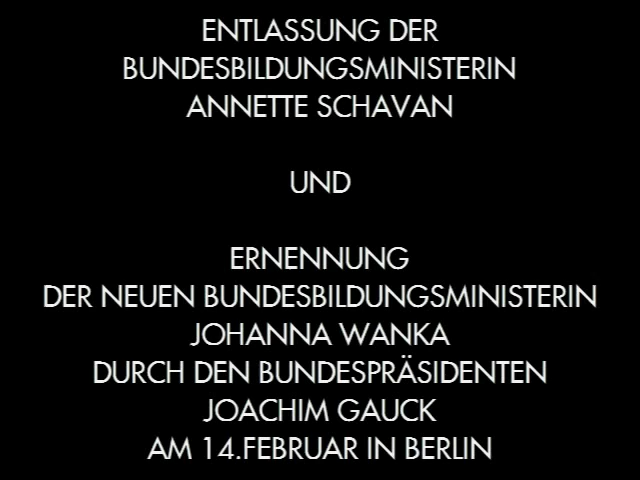 ENTLASSUNG DER
BUNDESBILDUNGSMINISTERIN
ANNETTE SCHAVAN
UND
ERNENNUNG
DER NEUEN BUNDESBILDUNGSMINISTERIN
JOHANNA WANKA
DURCH DEN BUNDESPRÄSIDENTEN
JOACHIM GAUCK
AM 14.FEBRUAR IN BERLIN